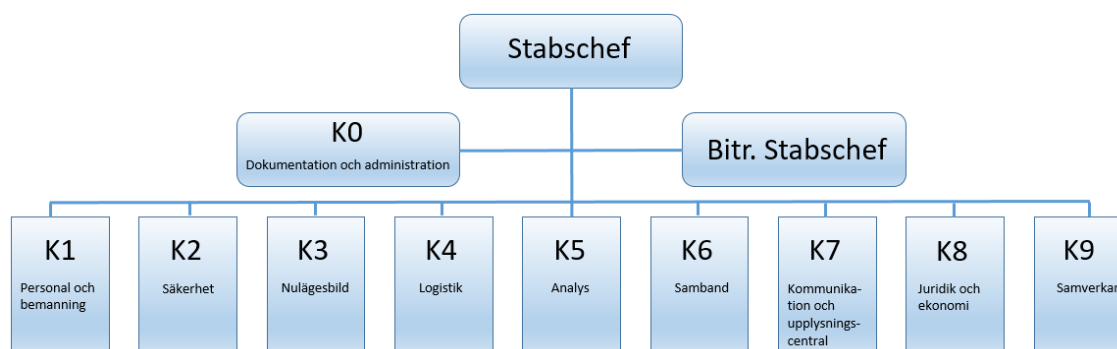 Stabschef
K0
Dokumentation och administration
Bitr. Stabschef
K1
Personal och
bemanning
K2
Säkerhet
K3
Nulägesbild
K4
Logistik
K5
Analys
K6
Samband
K7
Kommunika-
tion och
upplysnings-
central
K8
Juridik och
ekonomi
K9
Samverkan